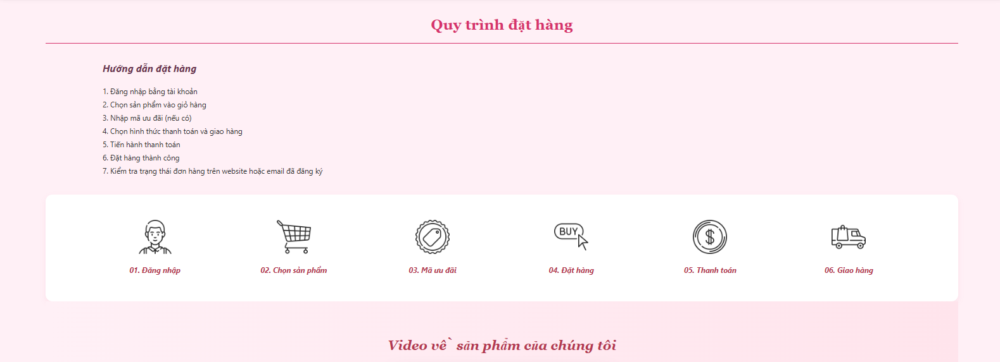 Quy trình đặt hàng
Hướng dẫn đặt hàng
1. Đăng nhập bằng tài khoản
2. Chọn sản phẩm vào giỏ hàng
3. Nhập mã ưu đãi (nếu có)
4. Chọn hình thức thanh toán và giao hàng
5. Tiến hành thanh toán
6. Đặt hàng thành công
7. Kiểm tra trạng thái đơn hàng trên website hoặc email đã đăng ký
BUY
$
01. Đăng nhập
02. Chọn sản phẩm
03. Mã ưu đãi
04. Đặt hàng
05. Thanh toán
06. Giao hàng
Video về sản phẩm của chúng tôi